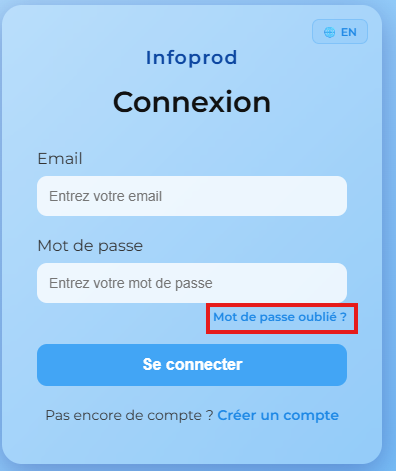 EN
Infoprod
Connexion
Email
Entrez votre email
Mot de passe
Entrez votre mot de passe
Mot de passe oublié ?
Se connecter
Pas encore de compte ? Créer un compte